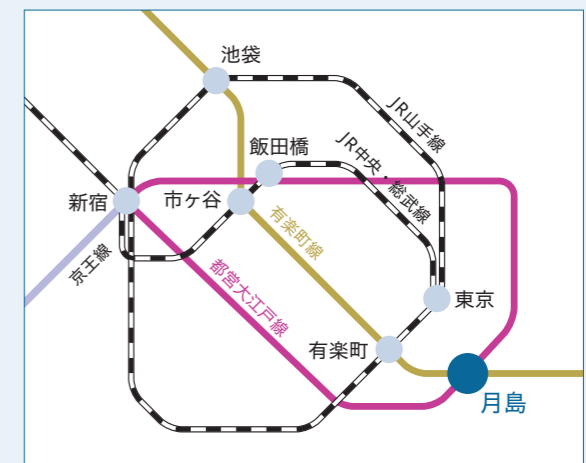 池袋
JR山手線
飯田橋
JR中央・総武線
新宿
市ヶ谷
有楽町線
京王線
都営大江戸線
東京
有楽町
月島